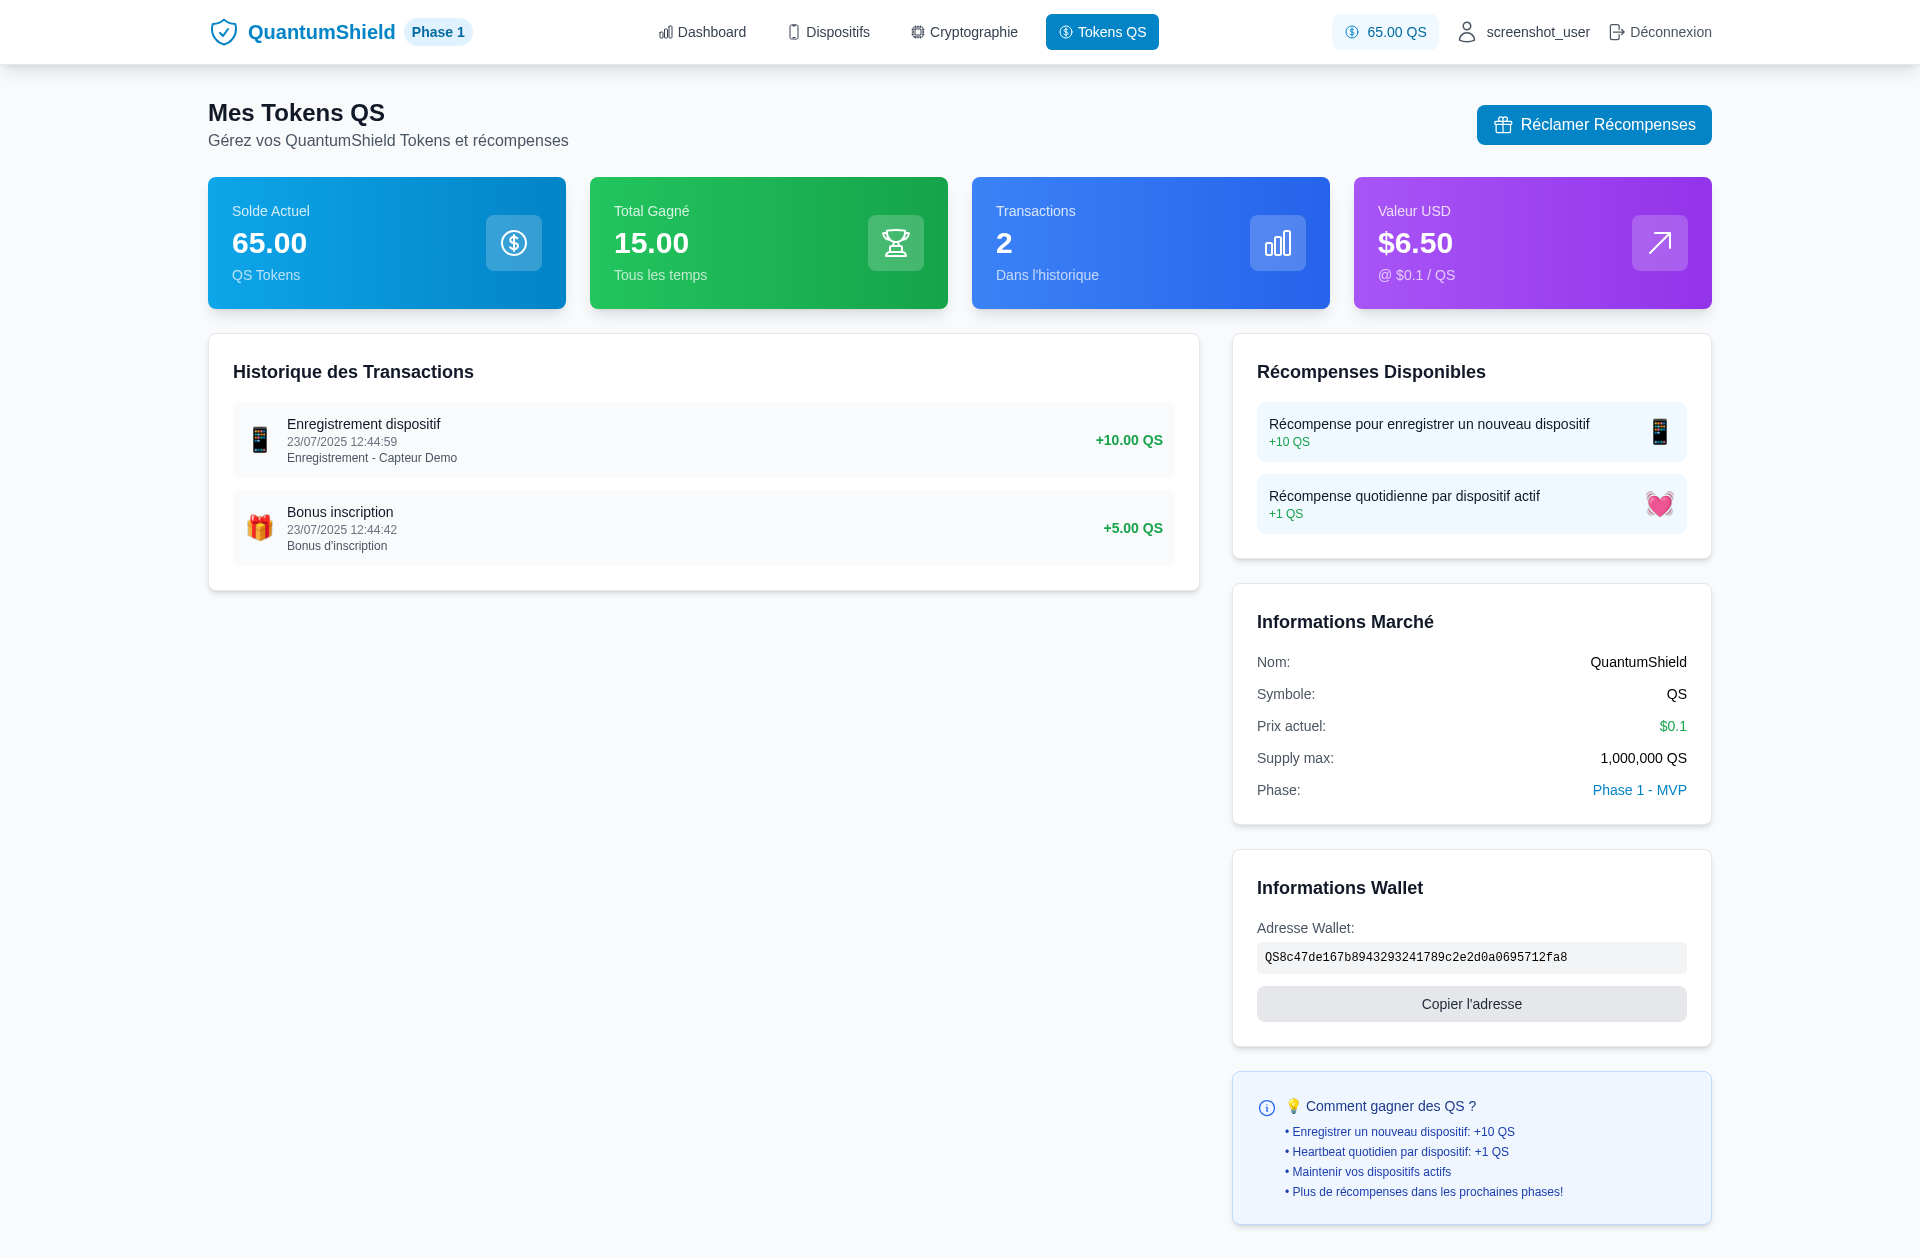 QuantumShield Phase 1
Dashboard
Dispositifs
Cryptographie
Tokens QS
65.00 QS
screenshot_user
Déconnexion
Mes Tokens QS
Gérez vos QuantumShield Tokens et récompenses
Réclamer Récompenses
Solde Actuel
65.00
QS Tokens
Total Gagné
15.00
Tous les temps
Transactions
2
Dans l'historique
Valeur USD
$6.50
@ $0.1 / QS
Historique des Transactions
Enregistrement dispositif
23/07/2025 12:44:59
Enregistrement - Capteur Demo
+10.00 QS
Bonus inscription
23/07/2025 12:44:42
Bonus d'inscription
+5.00 QS
Récompenses Disponibles
Récompense pour enregistrer un nouveau dispositif
+10 QS
Récompense quotidienne par dispositif actif
+1 QS
Informations Marché
Nom: QuantumShield
Symbole: QS
Prix actuel: $0.1
Supply max: 1,000,000 QS
Phase: Phase 1 - MVP
Informations Wallet
Adresse Wallet:
QS8c47de167b8943293241789c2e2d0a0695712fa8
Copier l'adresse
💡 Comment gagner des QS ?
• Enregistrer un nouveau dispositif: +10 QS
• Heartbeat quotidien par dispositif: +1 QS
• Maintenir vos dispositifs actifs
• Plus de récompenses dans les prochaines phases!